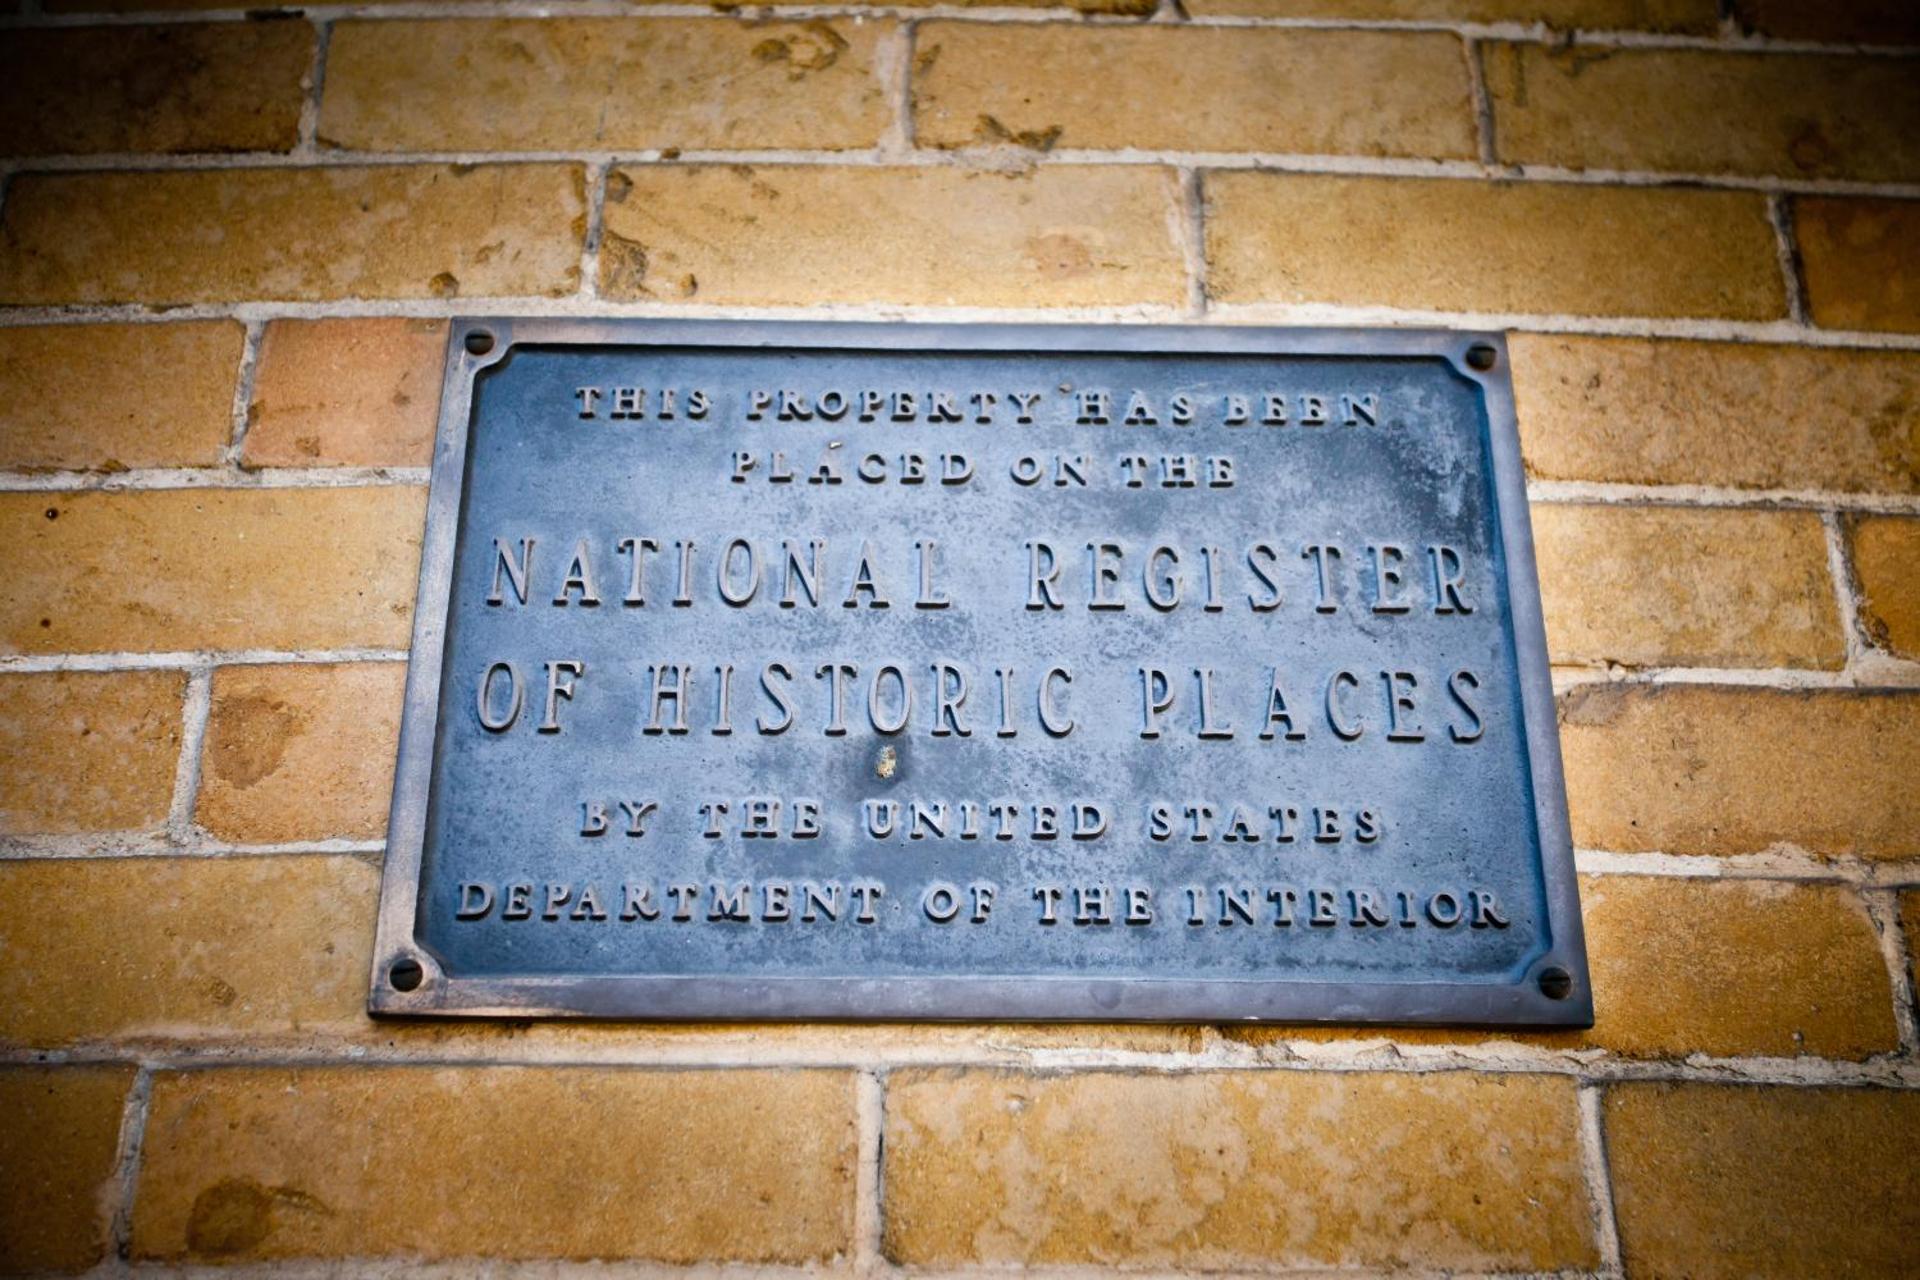 THIS PROPERTY HAS BEEN
PLACED ON THE
NATIONAL REGISTER
OF HISTORIC PLACES
BY THE UNITED STATES
DEPARTMENT OF THE INTERIOR